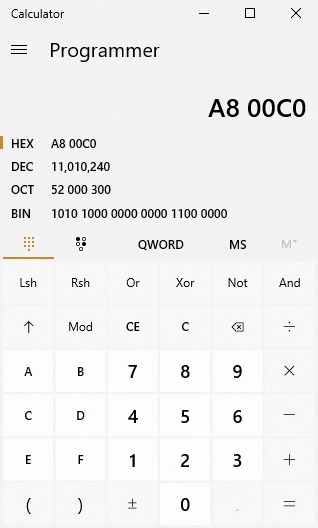 Calculator
Programmer
A8 00C0
HEX A8 00C0
DEC 11,010,240
OCT 52 000 300
BIN 1010 1000 0000 0000 1100 0000
QWORD MS M˅
Lsh Rsh Or Xor Not And
↑ Mod CE C ⌫ ÷
A B 7 8 9 ×
C D 4 5 6 −
E F 1 2 3 +
( ) ± 0 . =